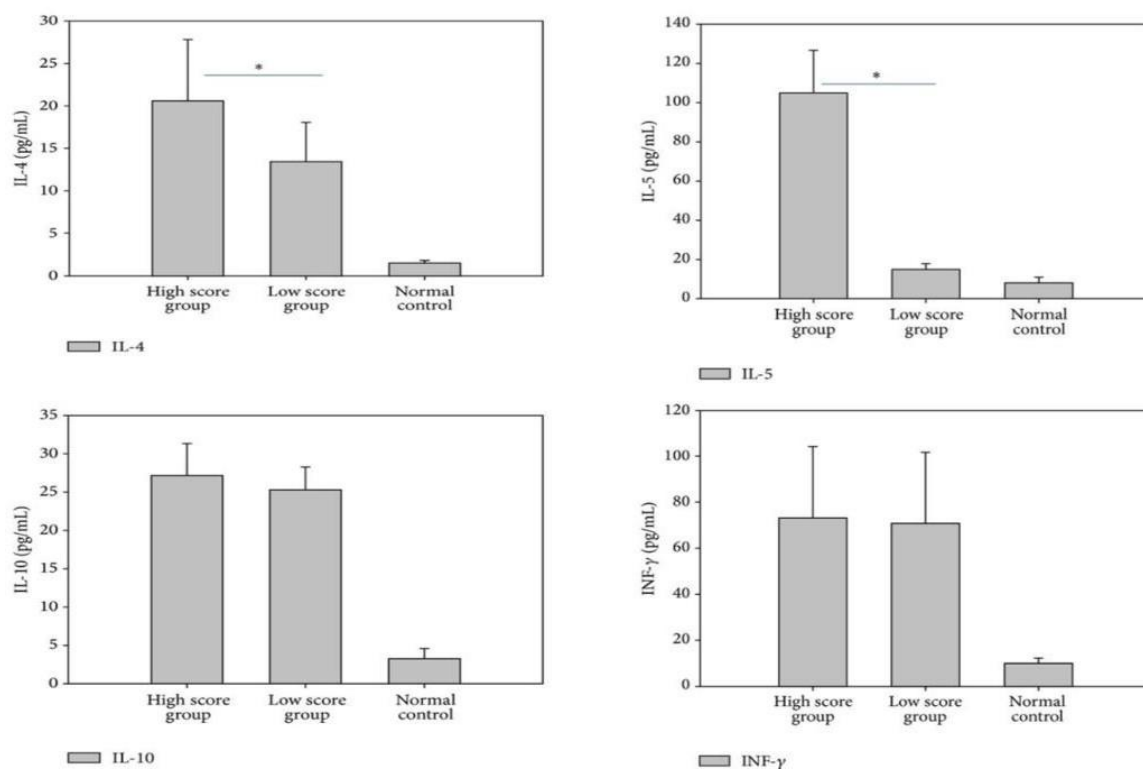 30
25
20
15
10
5
0
IL-4 (pg/mL)
*
High score
group
Low score
group
Normal
control
IL-4
140
120
100
80
60
40
20
0
IL-5 (pg/mL)
*
High score
group
Low score
group
Normal
control
IL-5
35
30
25
20
15
10
5
0
IL-10 (pg/mL)
High score
group
Low score
group
Normal
control
IL-10
120
100
80
60
40
20
0
INF-γ (pg/mL)
High score
group
Low score
group
Normal
control
INF-γ